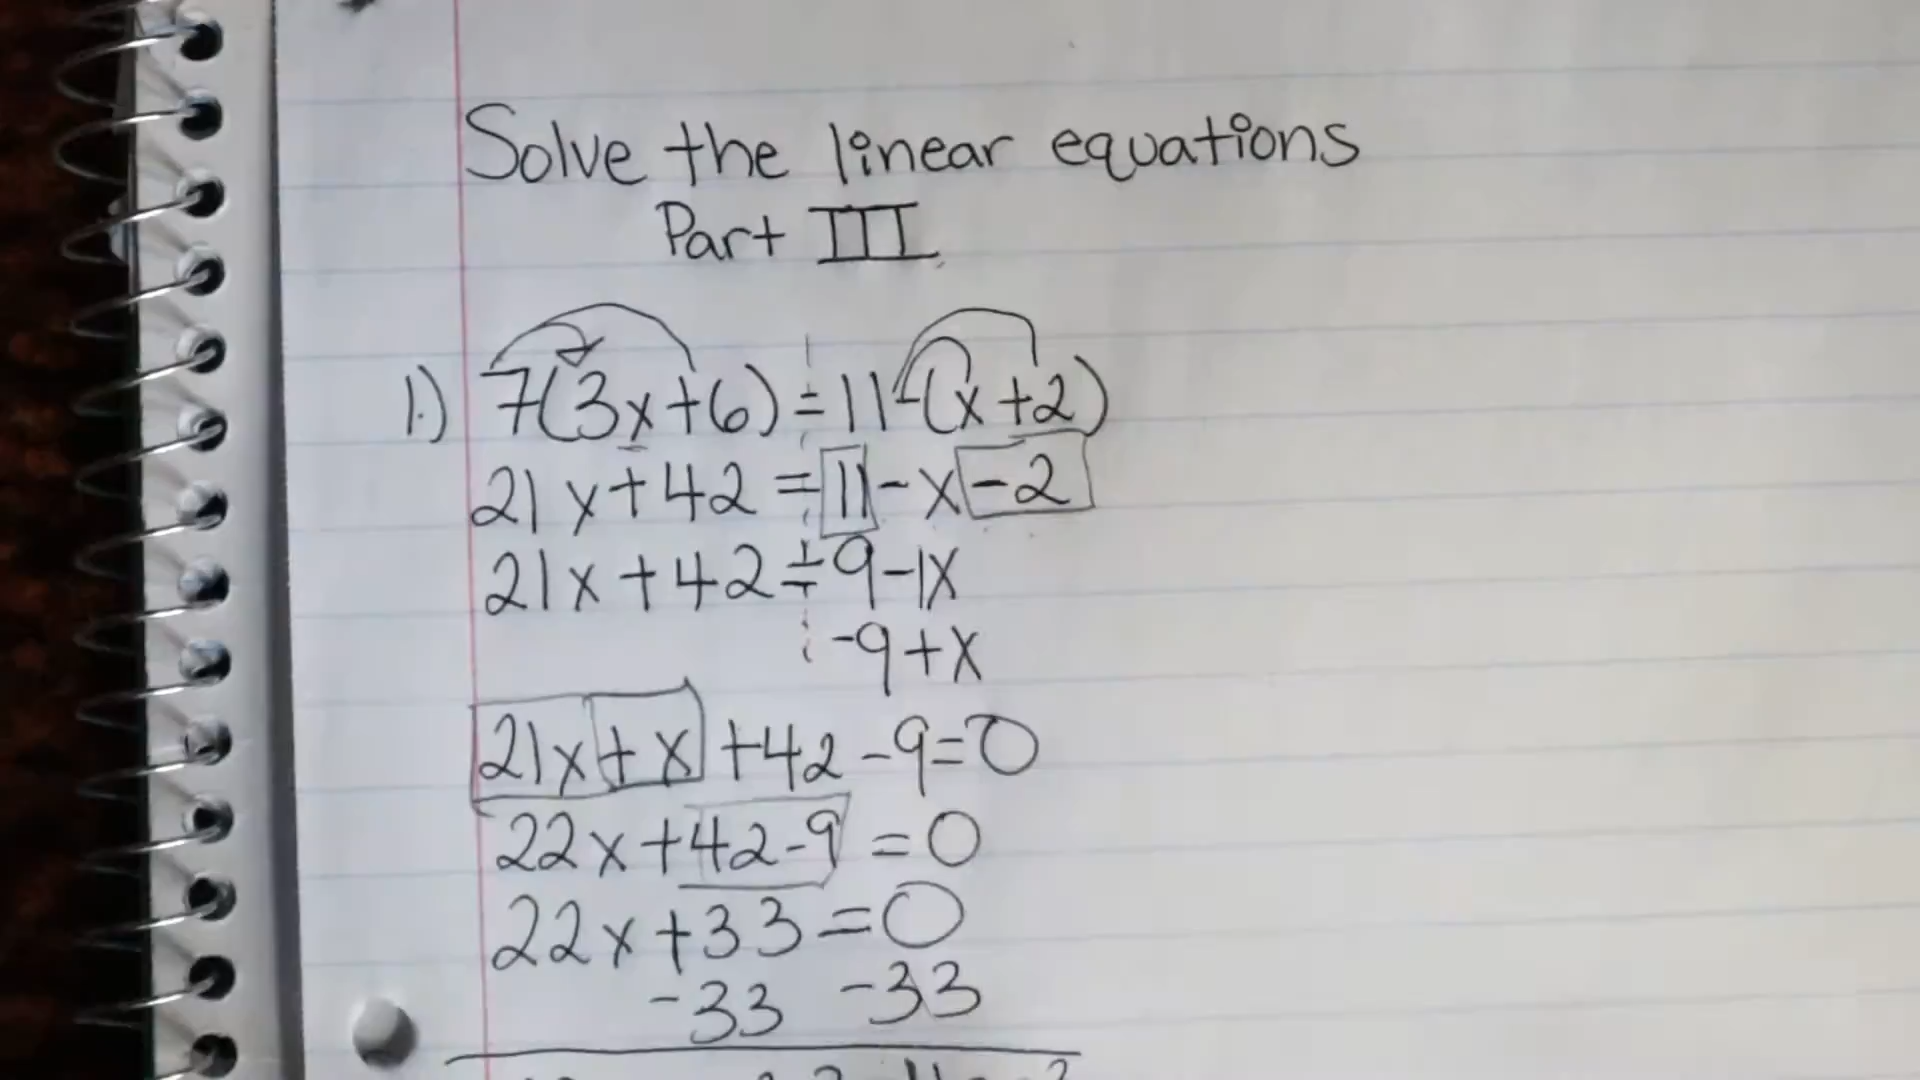 Solve the linear equations
Part III
1.) 7(3x+6)=11-(x+2)
21x+42=11-x-2
21x+42=9-1x
-9+x
21x+x+42-9=0
22x+42-9=0
22x+33=0
-33 -33